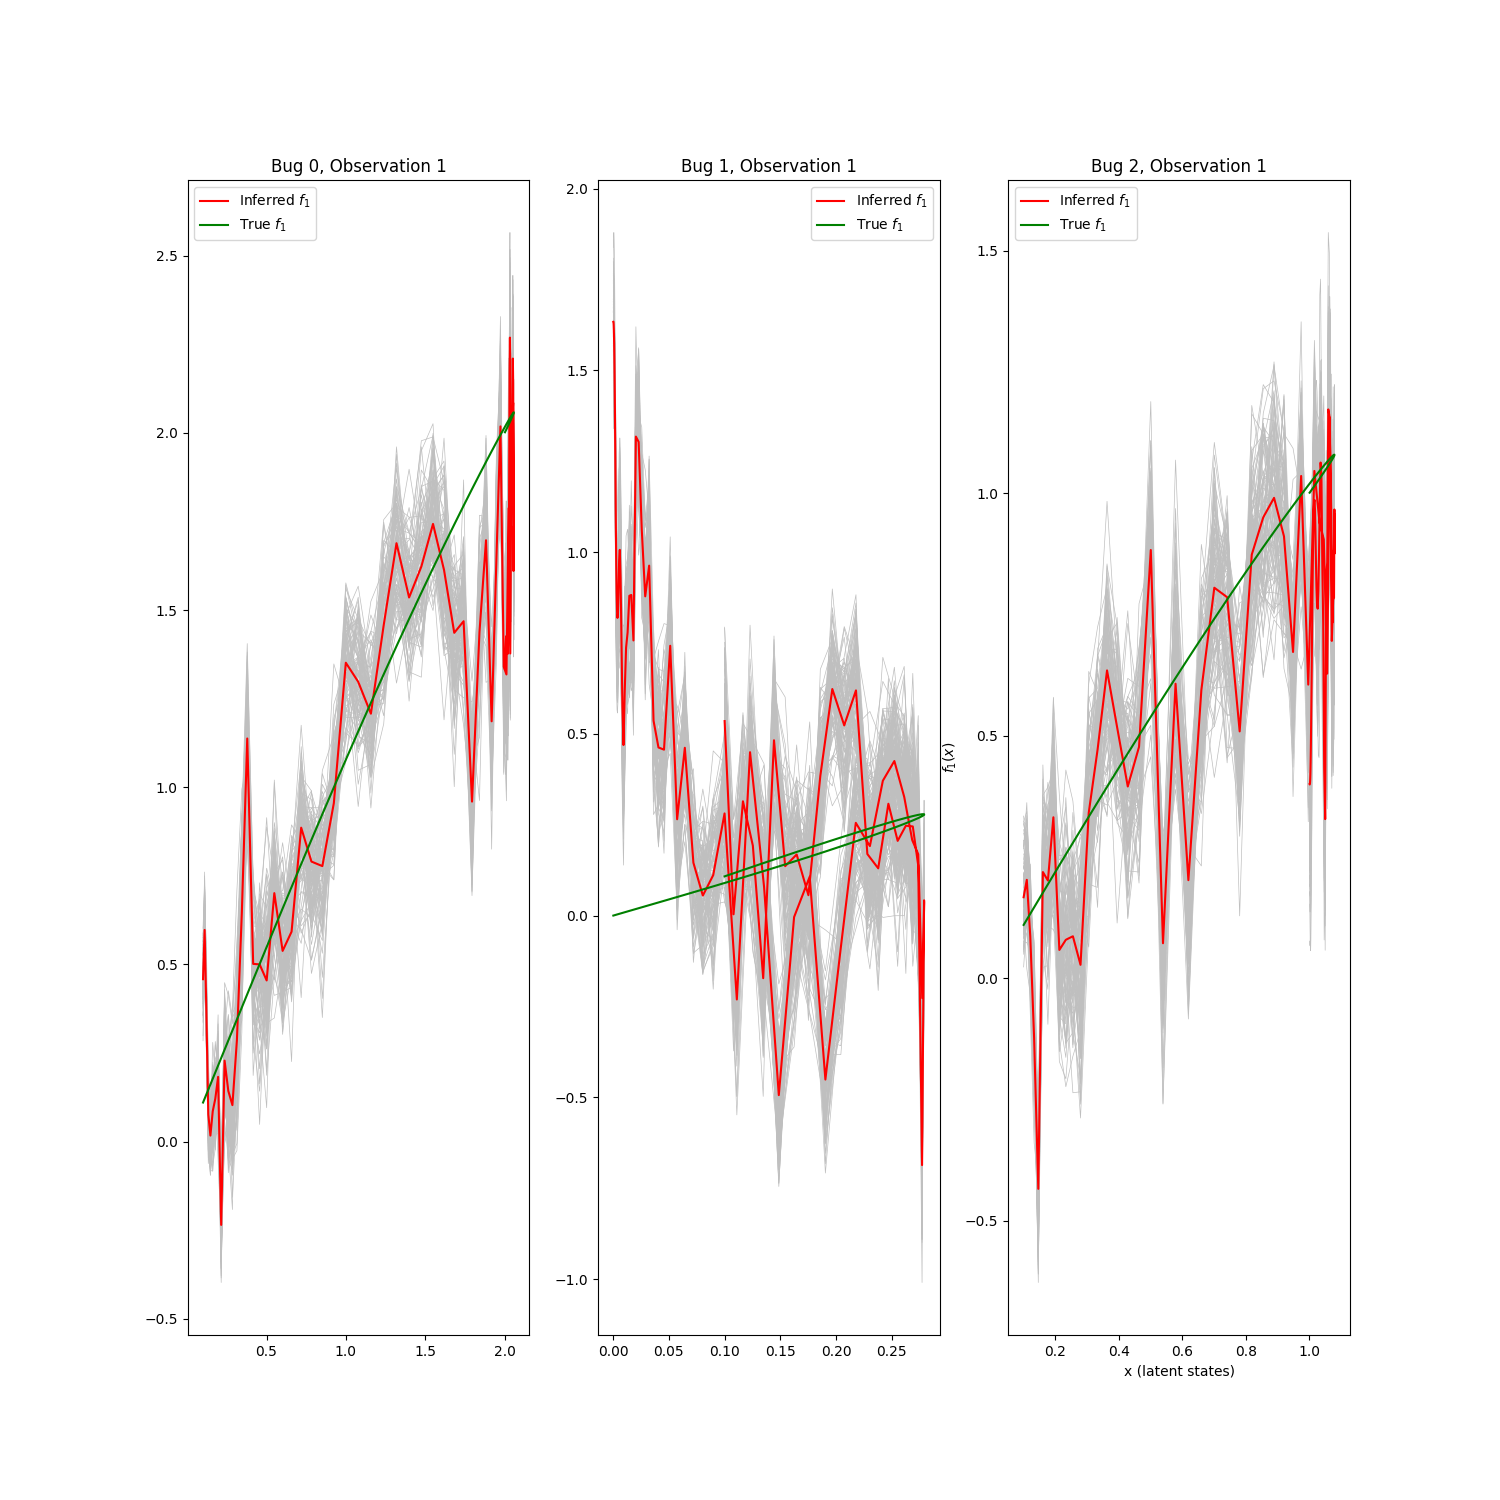 Bug 0, Observation 1
Inferred f₁
True f₁
2.5
2.0
1.5
1.0
0.5
0.0
−0.5
0.5 1.0 1.5 2.0
Bug 1, Observation 1
Inferred f₁
True f₁
2.0
1.5
1.0
0.5
0.0
−0.5
−1.0
0.00 0.05 0.10 0.15 0.20 0.25
Bug 2, Observation 1
Inferred f₁
True f₁
1.5
1.0
0.5
0.0
−0.5
f₁(x)
0.2 0.4 0.6 0.8 1.0
x (latent states)